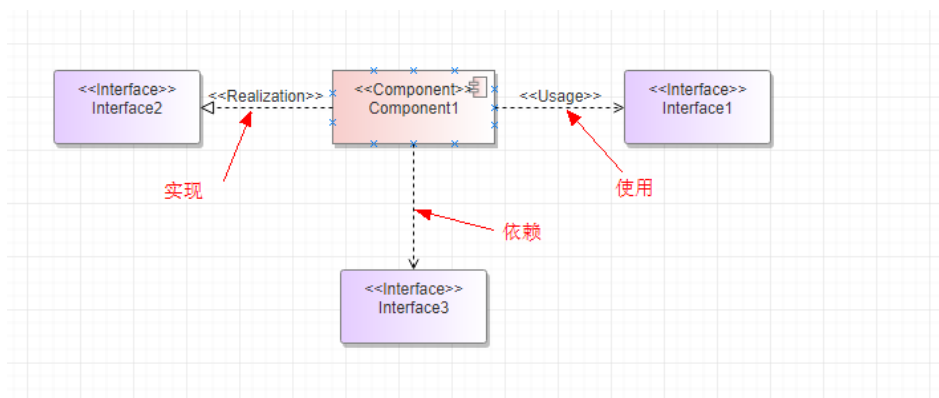 <<Interface>>
Interface2
<<Realization>>
<<Component>>
Component1
<<Usage>>
<<Interface>>
Interface1
实现
使用
依赖
<<Interface>>
Interface3